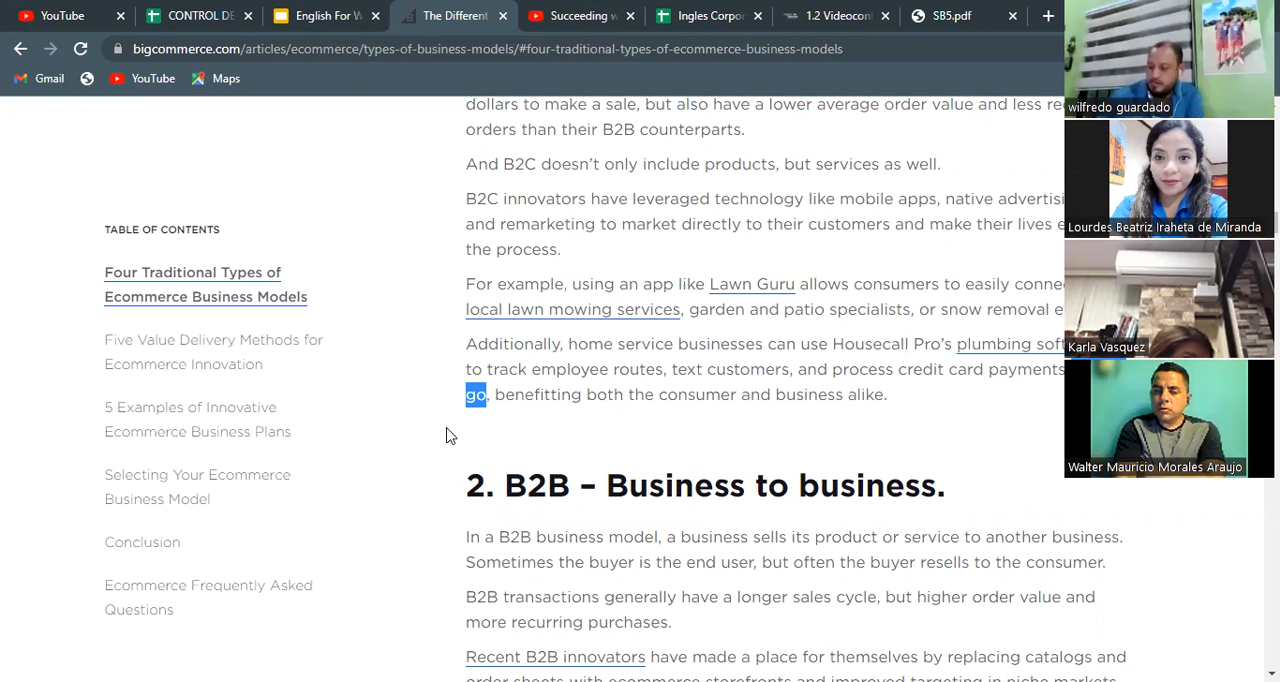 YouTube
CONTROL DE
English For W
The Different
Succeeding w
Ingles Corpor
1.2 Videocon
SB5.pdf
bigcommerce.com/articles/ecommerce/types-of-business-models/#four-traditional-types-of-ecommerce-business-models
Gmail
YouTube
Maps
wilfredo guardado
Lourdes Beatriz Iraheta de Miranda
Karla Vasquez
Walter Mauricio Morales Araujo
TABLE OF CONTENTS
Four Traditional Types of
Ecommerce Business Models
Five Value Delivery Methods for
Ecommerce Innovation
5 Examples of Innovative
Ecommerce Business Plans
Selecting Your Ecommerce
Business Model
Conclusion
Ecommerce Frequently Asked
Questions
dollars to make a sale, but also have a lower average order value and less re
orders than their B2B counterparts.
And B2C doesn't only include products, but services as well.
B2C innovators have leveraged technology like mobile apps, native advertisi
and remarketing to market directly to their customers and make their lives e
the process.
For example, using an app like Lawn Guru allows consumers to easily conne
local lawn mowing services, garden and patio specialists, or snow removal e
Additionally, home service businesses can use Housecall Pro's plumbing sof
to track employee routes, text customers, and process credit card payments
go, benefitting both the consumer and business alike.
2. B2B – Business to business.
In a B2B business model, a business sells its product or service to another business.
Sometimes the buyer is the end user, but often the buyer resells to the consumer.
B2B transactions generally have a longer sales cycle, but higher order value and
more recurring purchases.
Recent B2B innovators have made a place for themselves by replacing catalogs and
order sheets with ecommerce storefronts and improved targeting in niche markets.